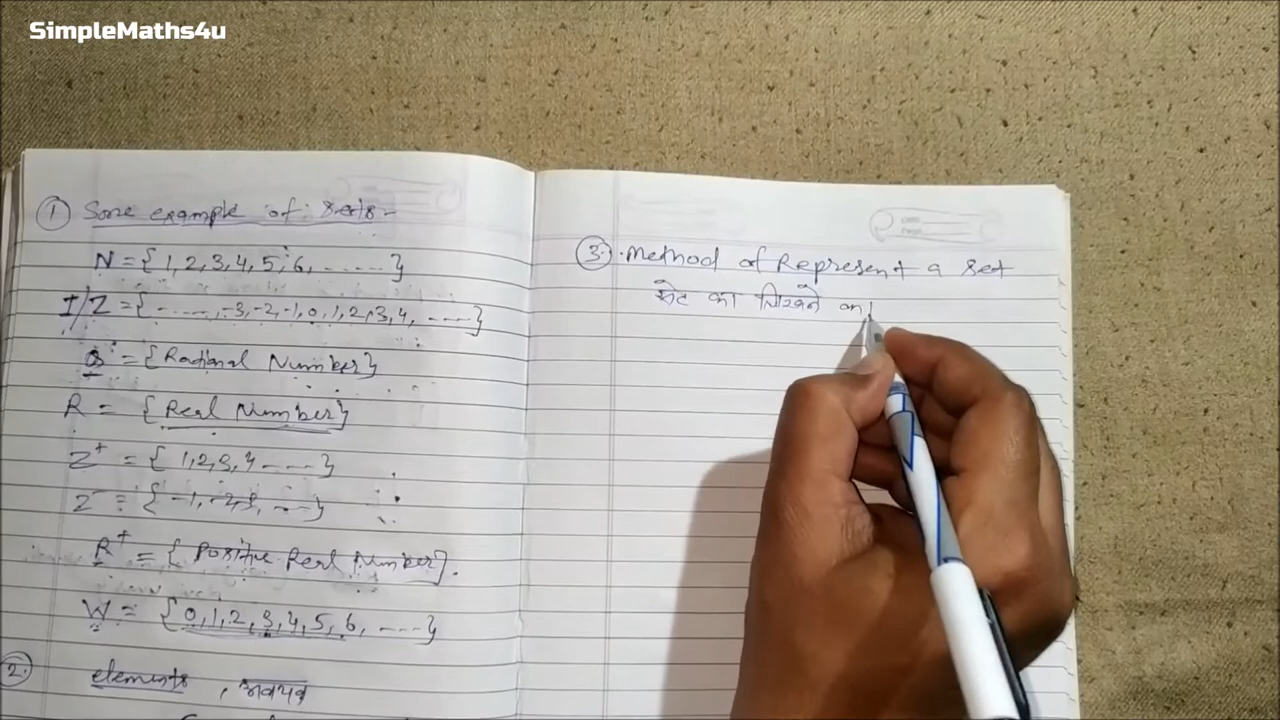 SimpleMaths4u
① Some example of sets-
N = { 1, 2, 3, 4, 5, 6, ...... }
I/Z = { ......, -3, -2, -1, 0, 1, 2, 3, 4, ...... }
Q = { Rational Number }
R = { Real Number }
Z⁺ = { 1, 2, 3, 4 ...... }
Z⁻ = { -1, -2, 3, ...... }
R⁺ = { Positive Real Number }.
W = { 0, 1, 2, 3, 4, 5, 6, ...... }
2. elements, अवयव
③. Method of Represent a set
सेट का लिखने